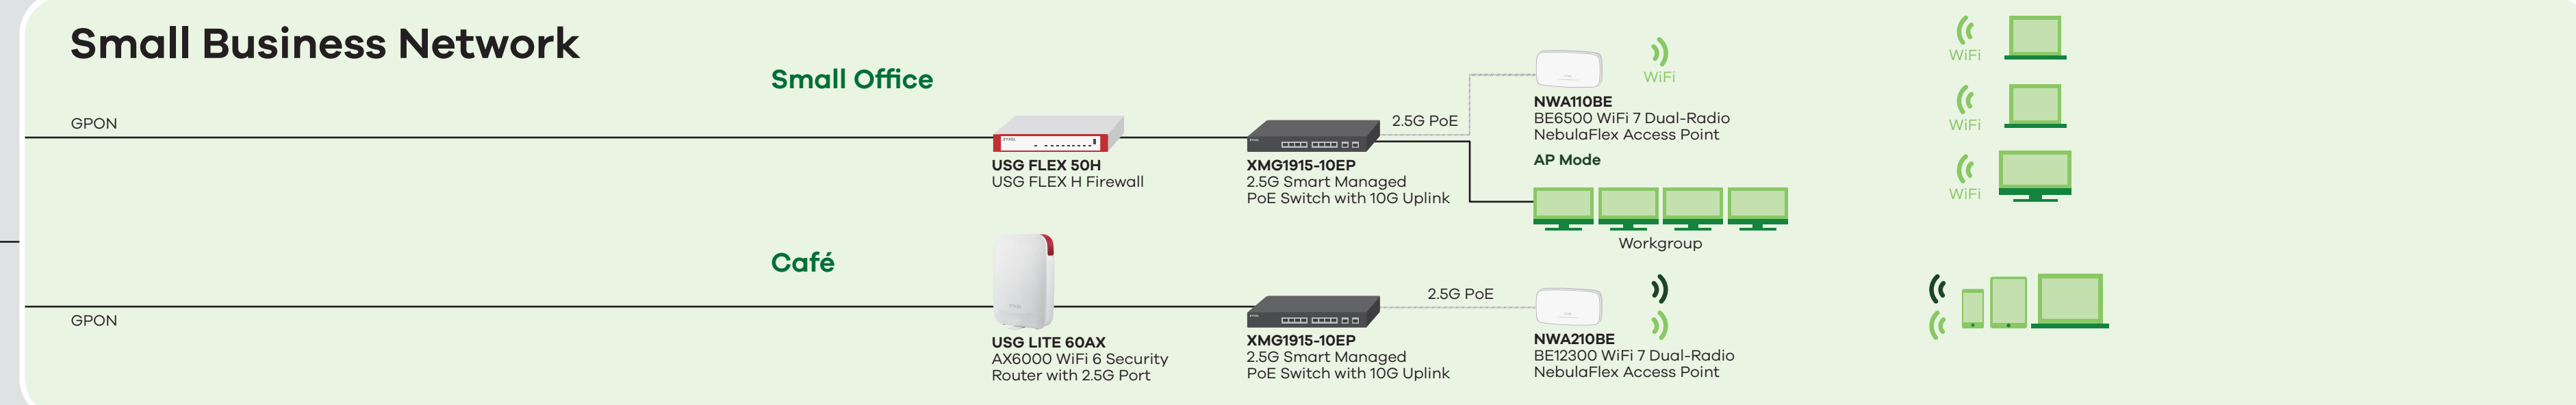 Small Business Network
Small Office
GPON
USG FLEX 50H
USG FLEX H Firewall
XMG1915-10EP
2.5G Smart Managed
PoE Switch with 10G Uplink
2.5G PoE
WiFi
NWA110BE
BE6500 WiFi 7 Dual-Radio
NebulaFlex Access Point
AP Mode
Workgroup
WiFi
WiFi
WiFi
Café
GPON
USG LITE 60AX
AX6000 WiFi 6 Security
Router with 2.5G Port
XMG1915-10EP
2.5G Smart Managed
PoE Switch with 10G Uplink
2.5G PoE
NWA210BE
BE12300 WiFi 7 Dual-Radio
NebulaFlex Access Point